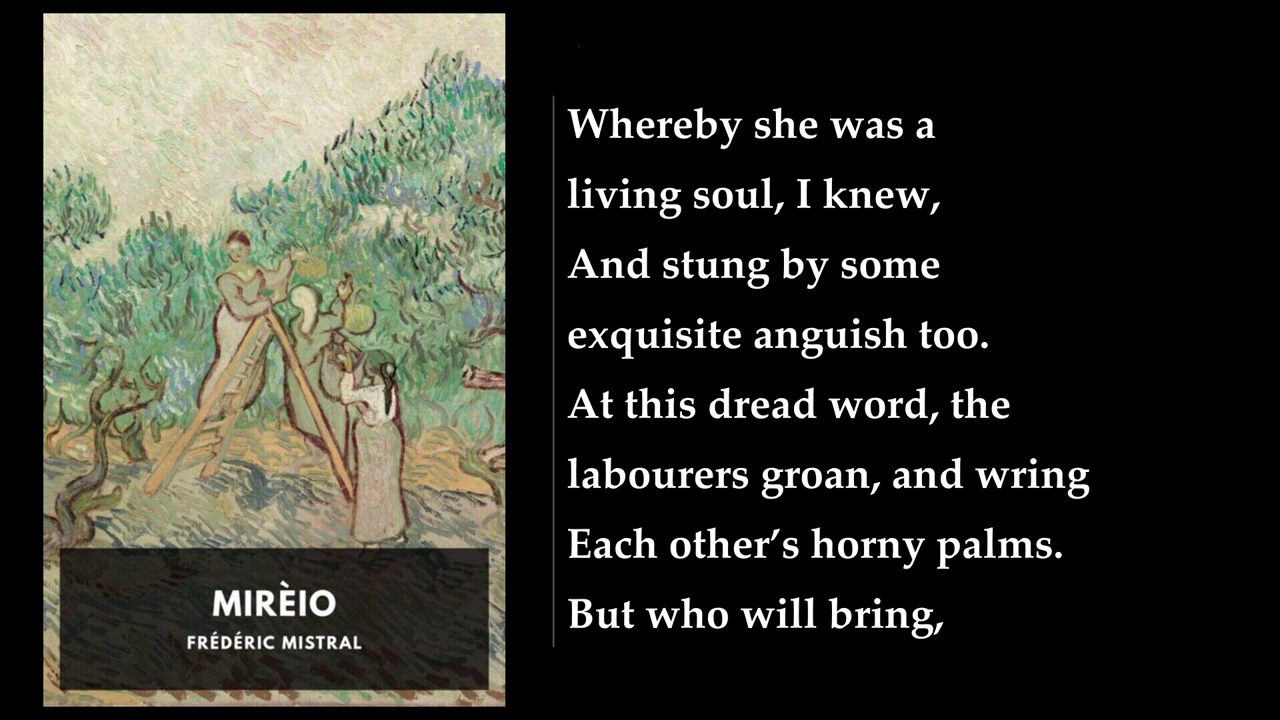 MIRÈIO
FRÉDÉRIC MISTRAL
Whereby she was a
living soul, I knew,
And stung by some
exquisite anguish too.
At this dread word, the
labourers groan, and wring
Each other’s horny palms.
But who will bring,